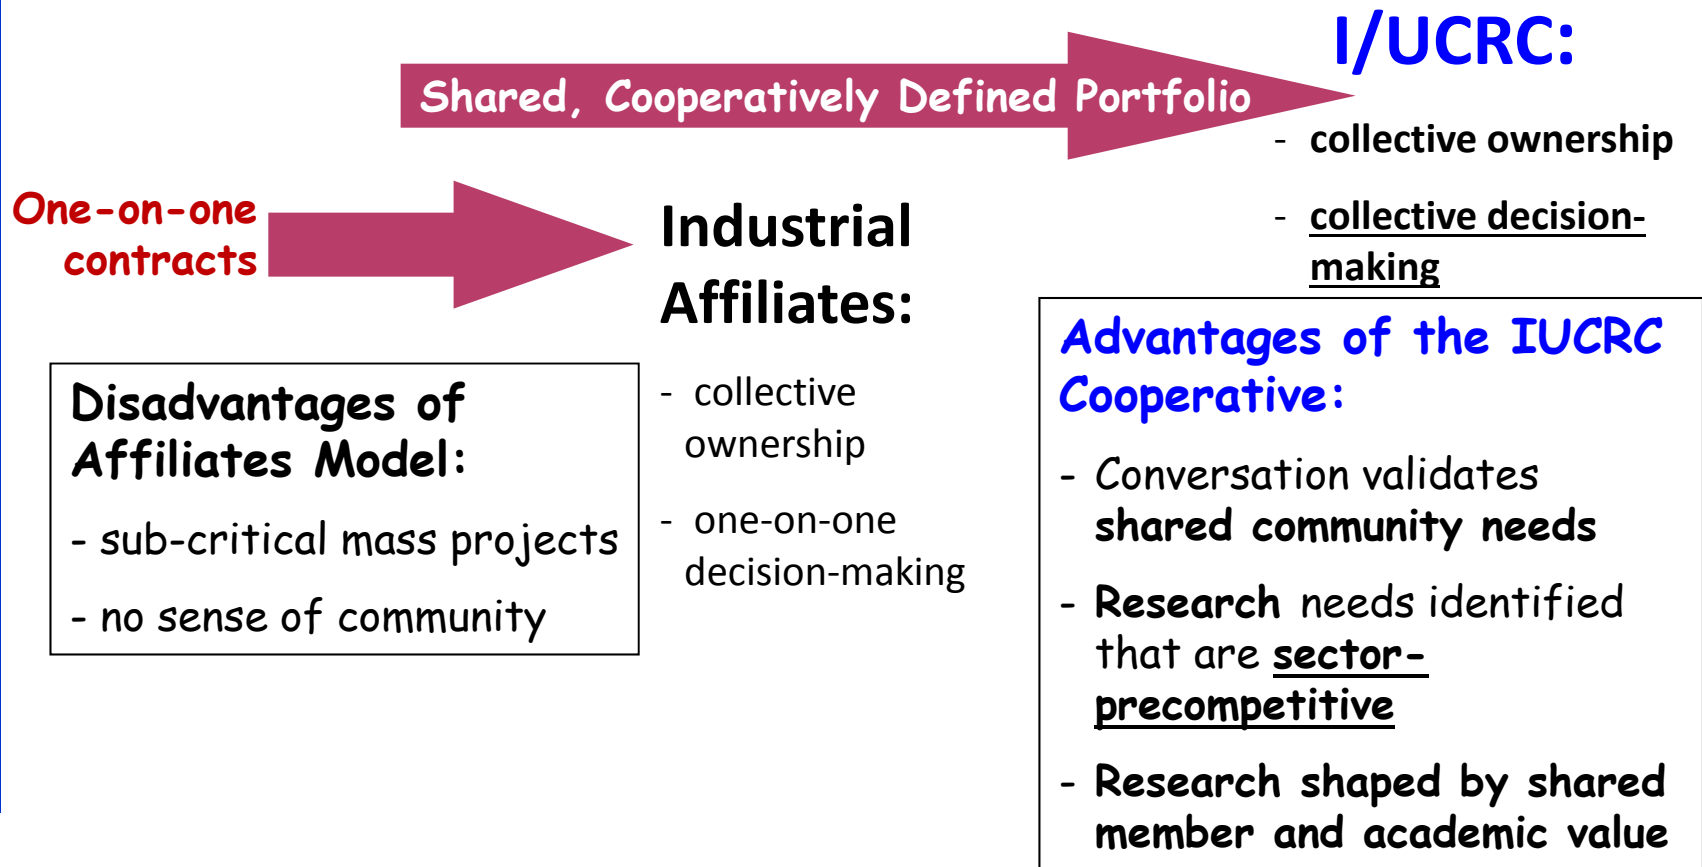 I/UCRC:
Shared, Cooperatively Defined Portfolio
- collective ownership
- collective decision-
making
One-on-one
contracts
Industrial
Affiliates:
- collective
ownership
- one-on-one
decision-making
Disadvantages of
Affiliates Model:
- sub-critical mass projects
- no sense of community
Advantages of the IUCRC
Cooperative:
- Conversation validates
shared community needs
- Research needs identified
that are sector-
precompetitive
- Research shaped by shared
member and academic value